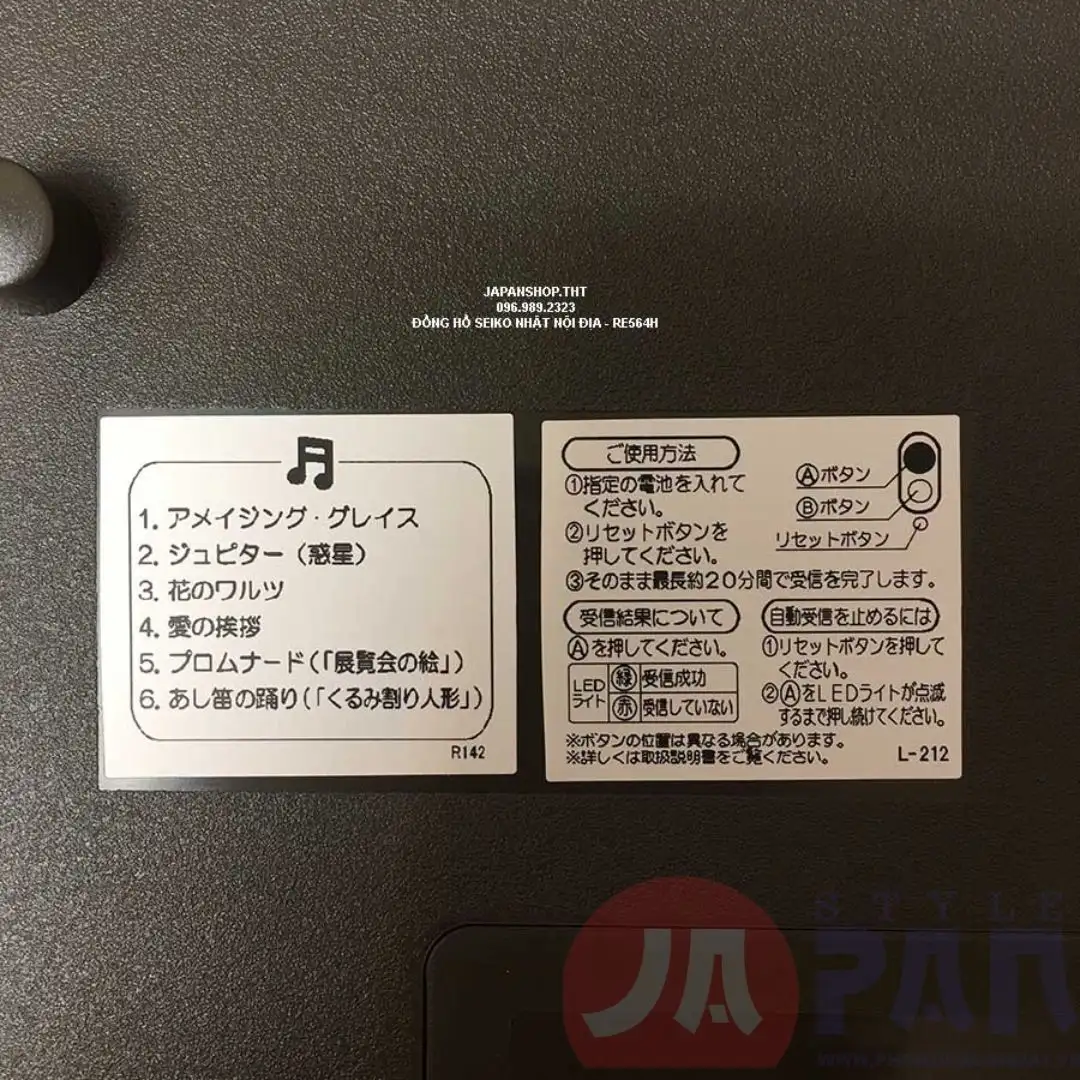 JAPANSHOP.THT
096.989.2323
ĐỒNG HỒ SEIKO NHẬT NỘI ĐỊA - RE564H
1. アメイジング・グレイス
2. ジュピター（惑星）
3. 花のワルツ
4. 愛の挨拶
5. プロムナード（「展覧会の絵」）
6. あし笛の踊り（「くるみ割り人形」）
R142
ご使用方法
①指定の電池を入れて
ください。
②リセットボタンを
押してください。
③そのまま最長約20分間で受信を完了します。
Ⓐボタン
Ⓑボタン
リセットボタン
受信結果について
Ⓐを押してください。
LED
ライト
緑 受信成功
赤 受信していない
自動受信を止めるには
①リセットボタンを押して
ください。
②ⒶをLEDライトが点滅
するまで押し続けてください。
※ボタンの位置は異なる場合があります。
※詳しくは取扱説明書をご覧ください。
L-212
STYLE
JAPAN